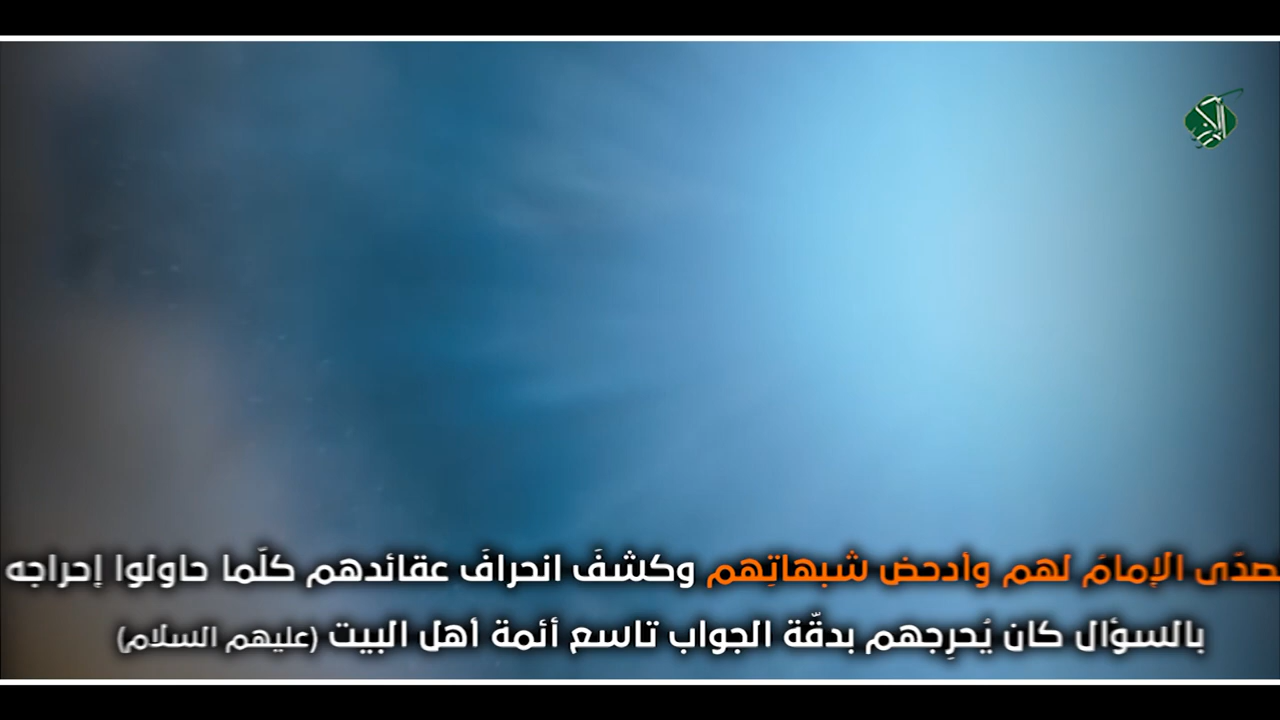 صدّى الإمامُ لهم وأدحض شبهاتِهم وكشفَ انحرافَ عقائدهم كلّما حاولوا إحراجه
بالسؤال كان يُحرِجهم بدقّة الجواب تاسع أئمة أهل البيت (عليهم السلام)